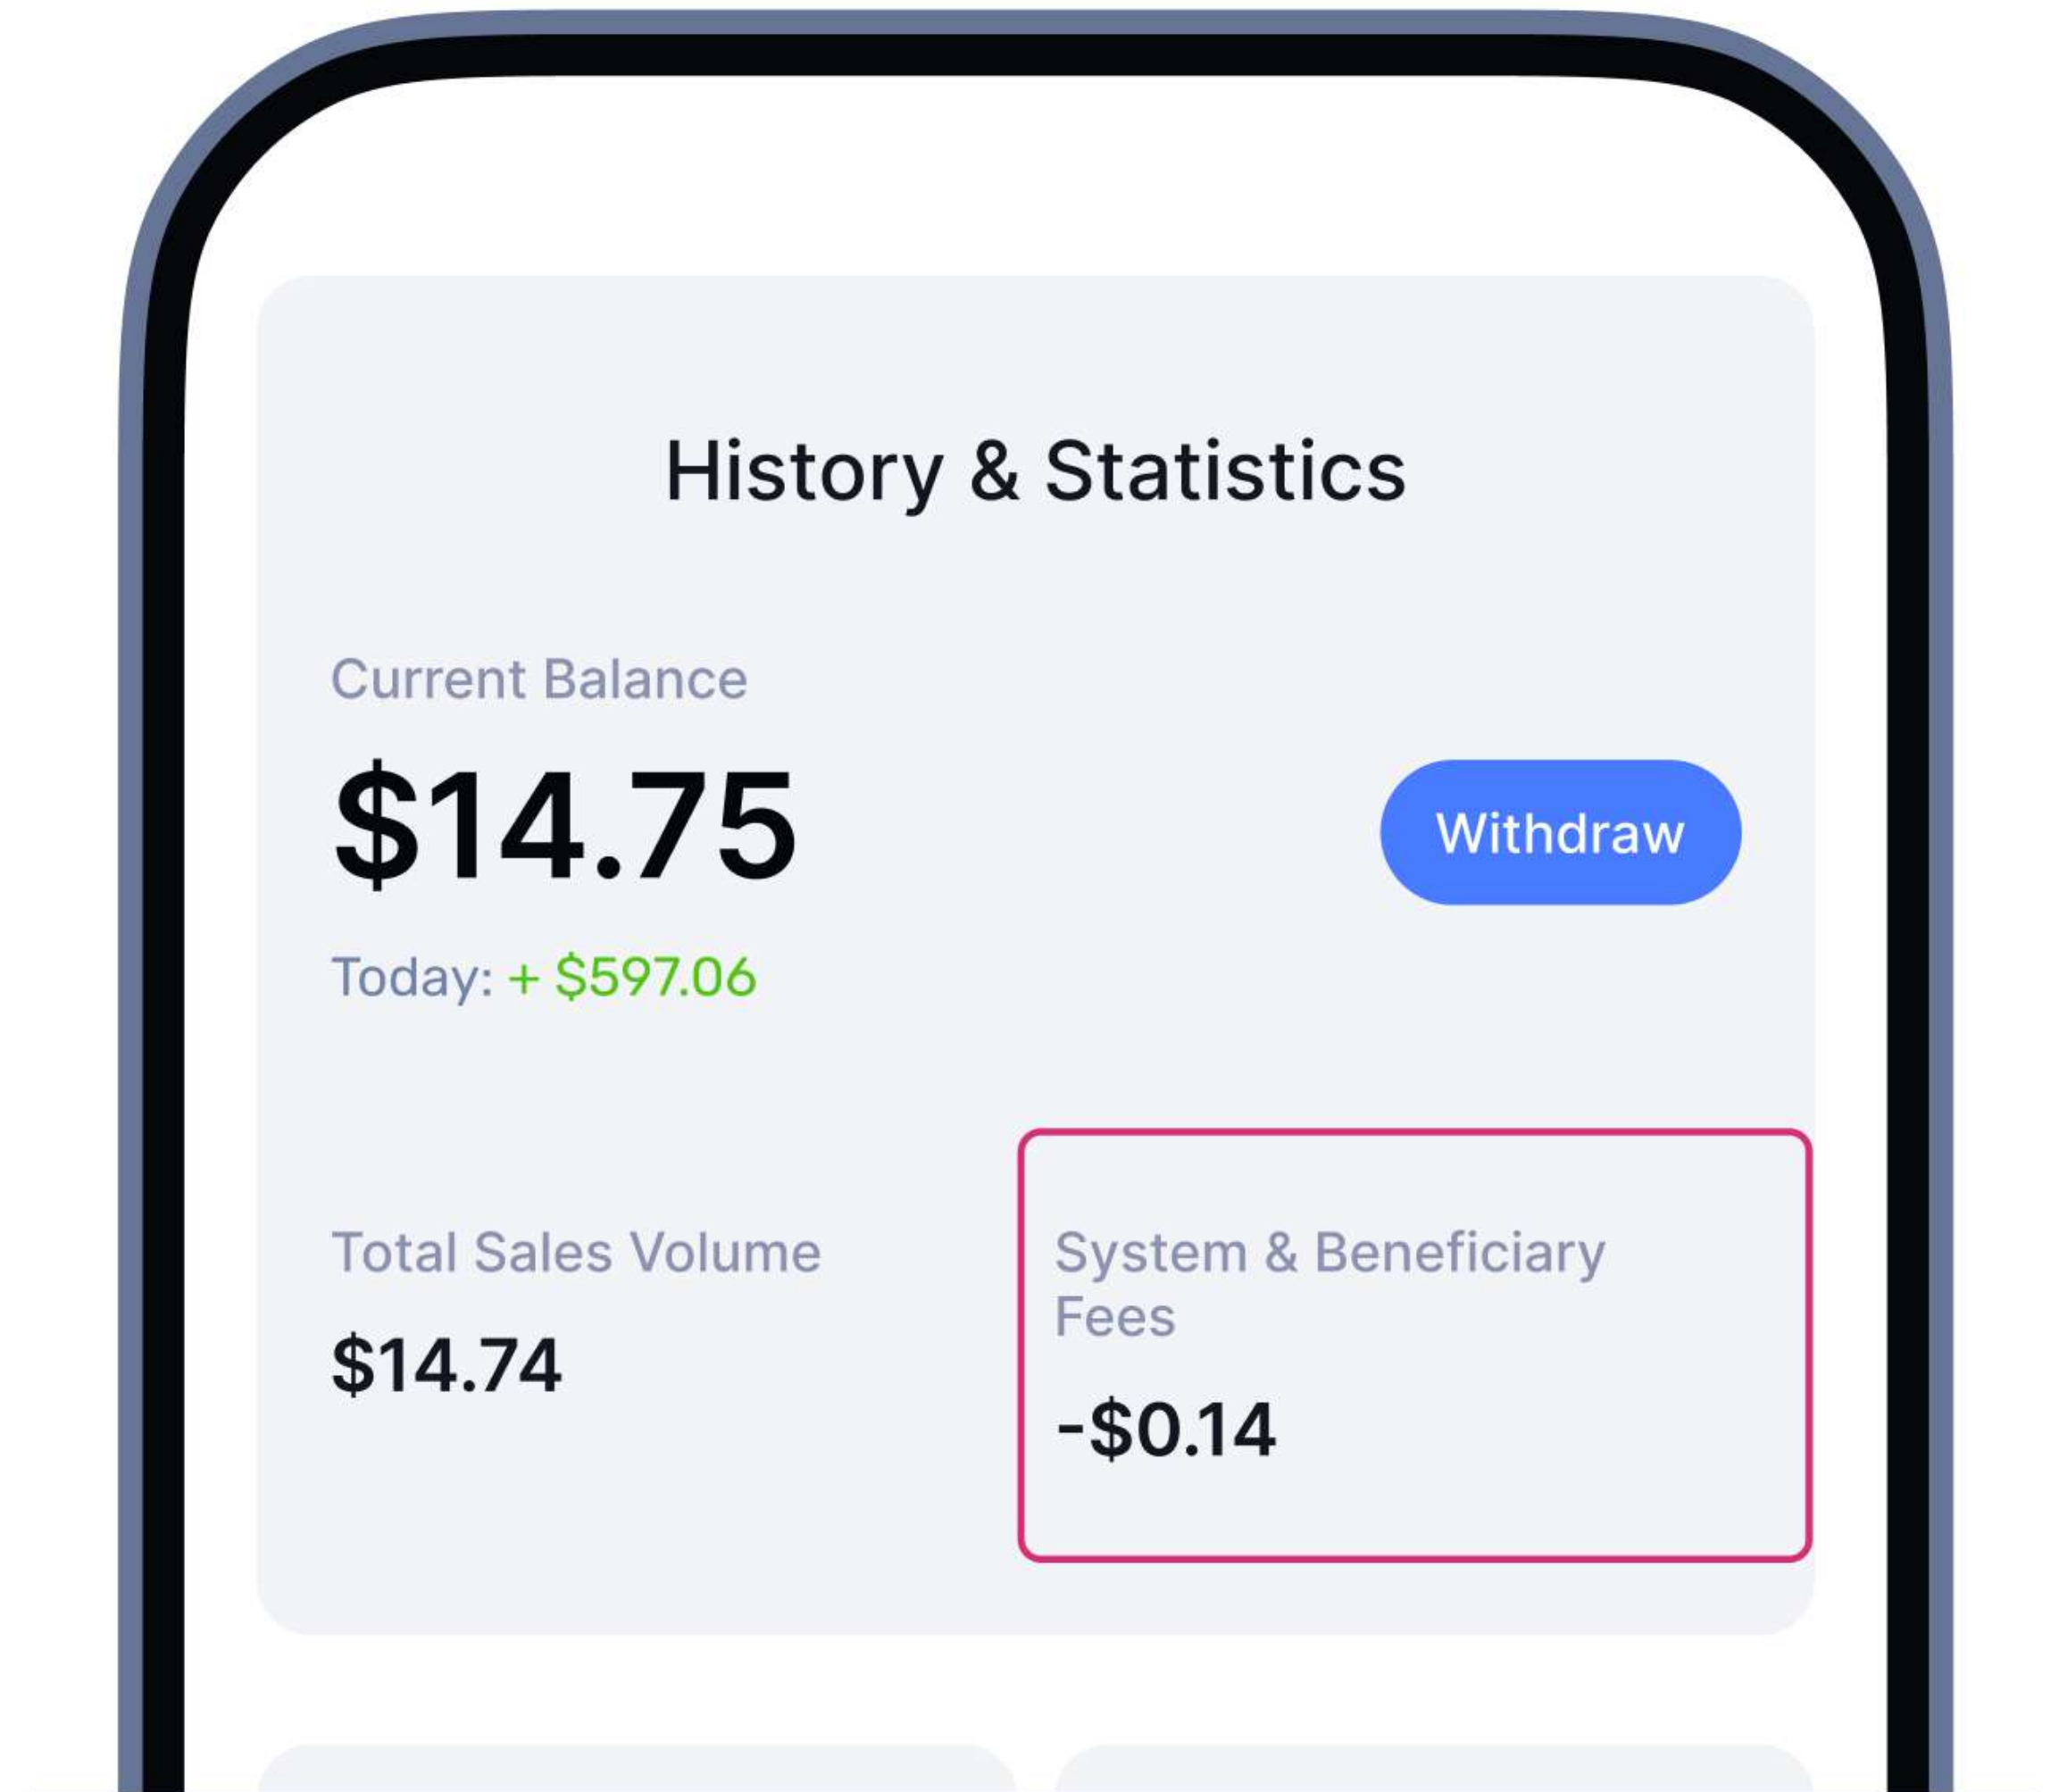 History & Statistics
Current Balance
$14.75
Withdraw
Today: + $597.06
Total Sales Volume
$14.74
System & Beneficiary
Fees
-$0.14